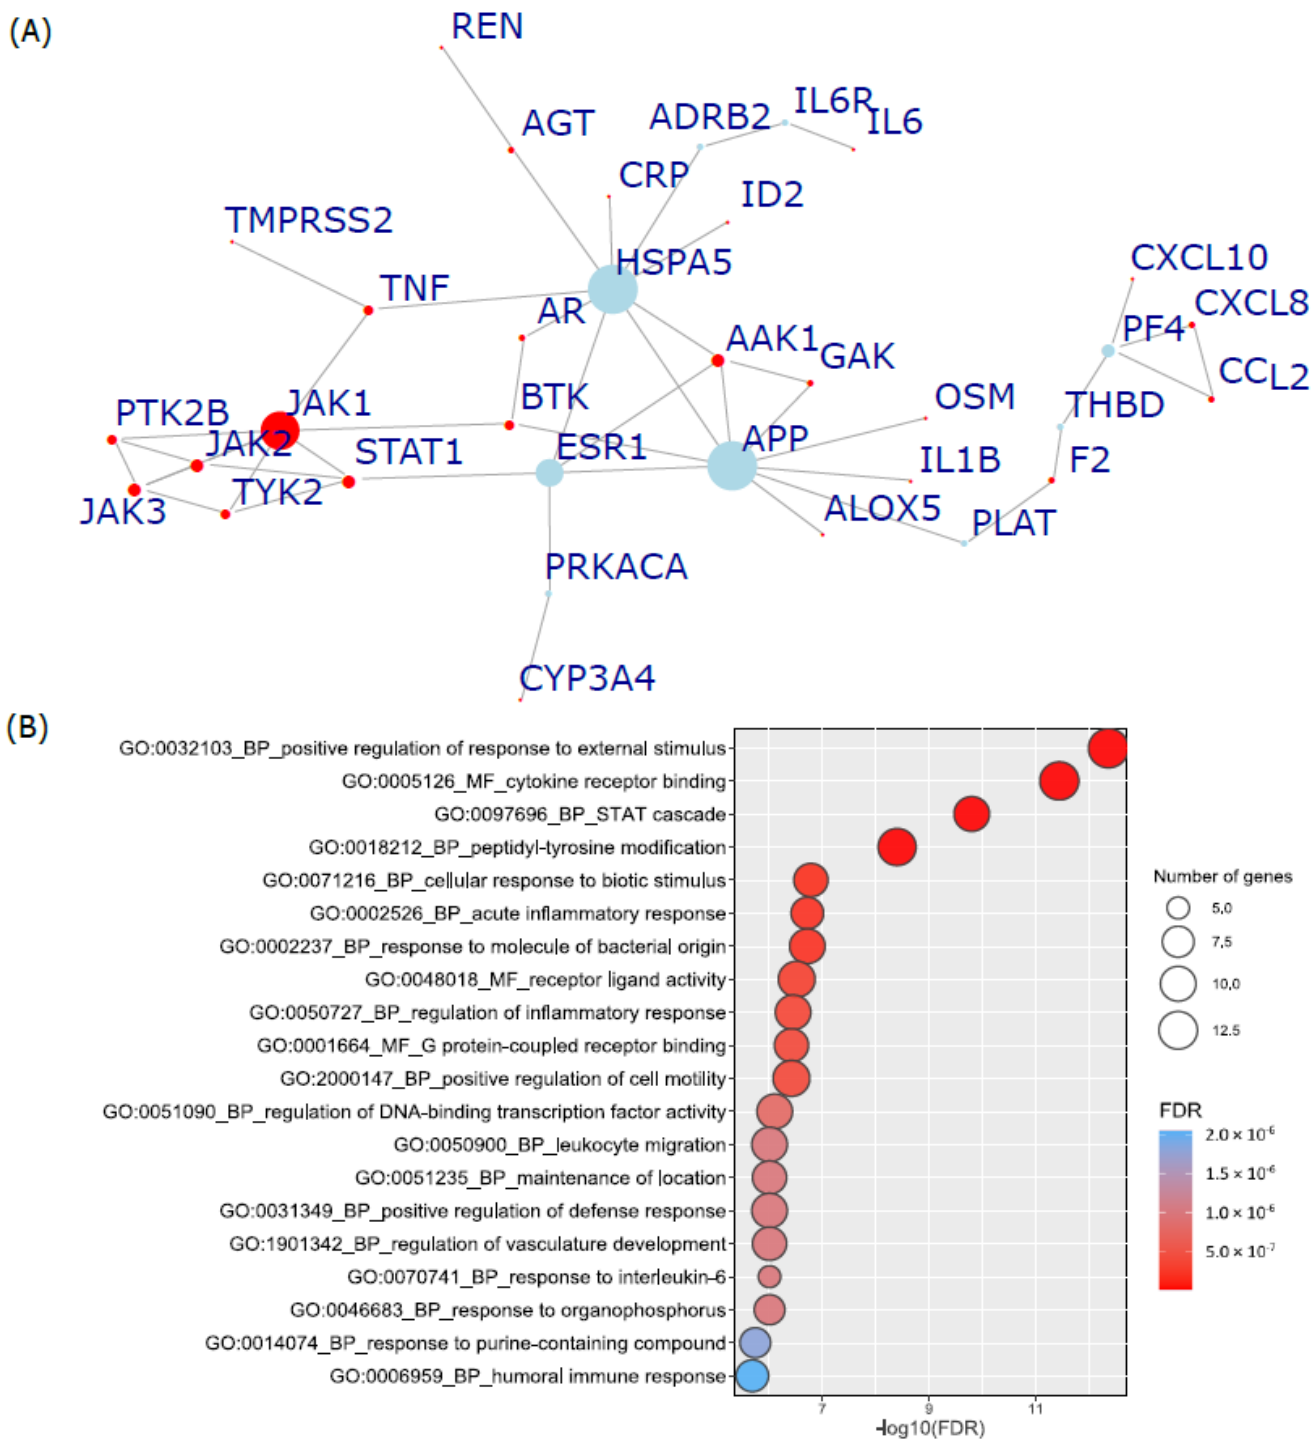 (A)
REN
AGT
ADRB2
IL6R
IL6
CRP
ID2
TMPRSS2
HSPA5
CXCL10
TNF
AR
CXCL8
AAK1
GAK
PF4
JAK1
BTK
OSM
THBD
CCL2
PTK2B
JAK2
STAT1
ESR1
APP
IL1B
F2
JAK3
TYK2
ALOX5
PLAT
PRKACA
CYP3A4
(B)
GO:0032103_BP_positive regulation of response to external stimulus
GO:0005126_MF_cytokine receptor binding
GO:0097696_BP_STAT cascade
GO:0018212_BP_peptidyl-tyrosine modification
GO:0071216_BP_cellular response to biotic stimulus
GO:0002526_BP_acute inflammatory response
GO:0002237_BP_response to molecule of bacterial origin
GO:0048018_MF_receptor ligand activity
GO:0050727_BP_regulation of inflammatory response
GO:0001664_MF_G protein-coupled receptor binding
GO:2000147_BP_positive regulation of cell motility
GO:0051090_BP_regulation of DNA-binding transcription factor activity
GO:0050900_BP_leukocyte migration
GO:0051235_BP_maintenance of location
GO:0031349_BP_positive regulation of defense response
GO:1901342_BP_regulation of vasculature development
GO:0070741_BP_response to interleukin-6
GO:0046683_BP_response to organophosphorus
GO:0014074_BP_response to purine-containing compound
GO:0006959_BP_humoral immune response
7 9 11
-log10(FDR)
Number of genes
5,0
7,5
10,0
12.5
FDR
2.0 × 10⁻⁶
1.5 × 10⁻⁶
1.0 × 10⁻⁶
5.0 × 10⁻⁷